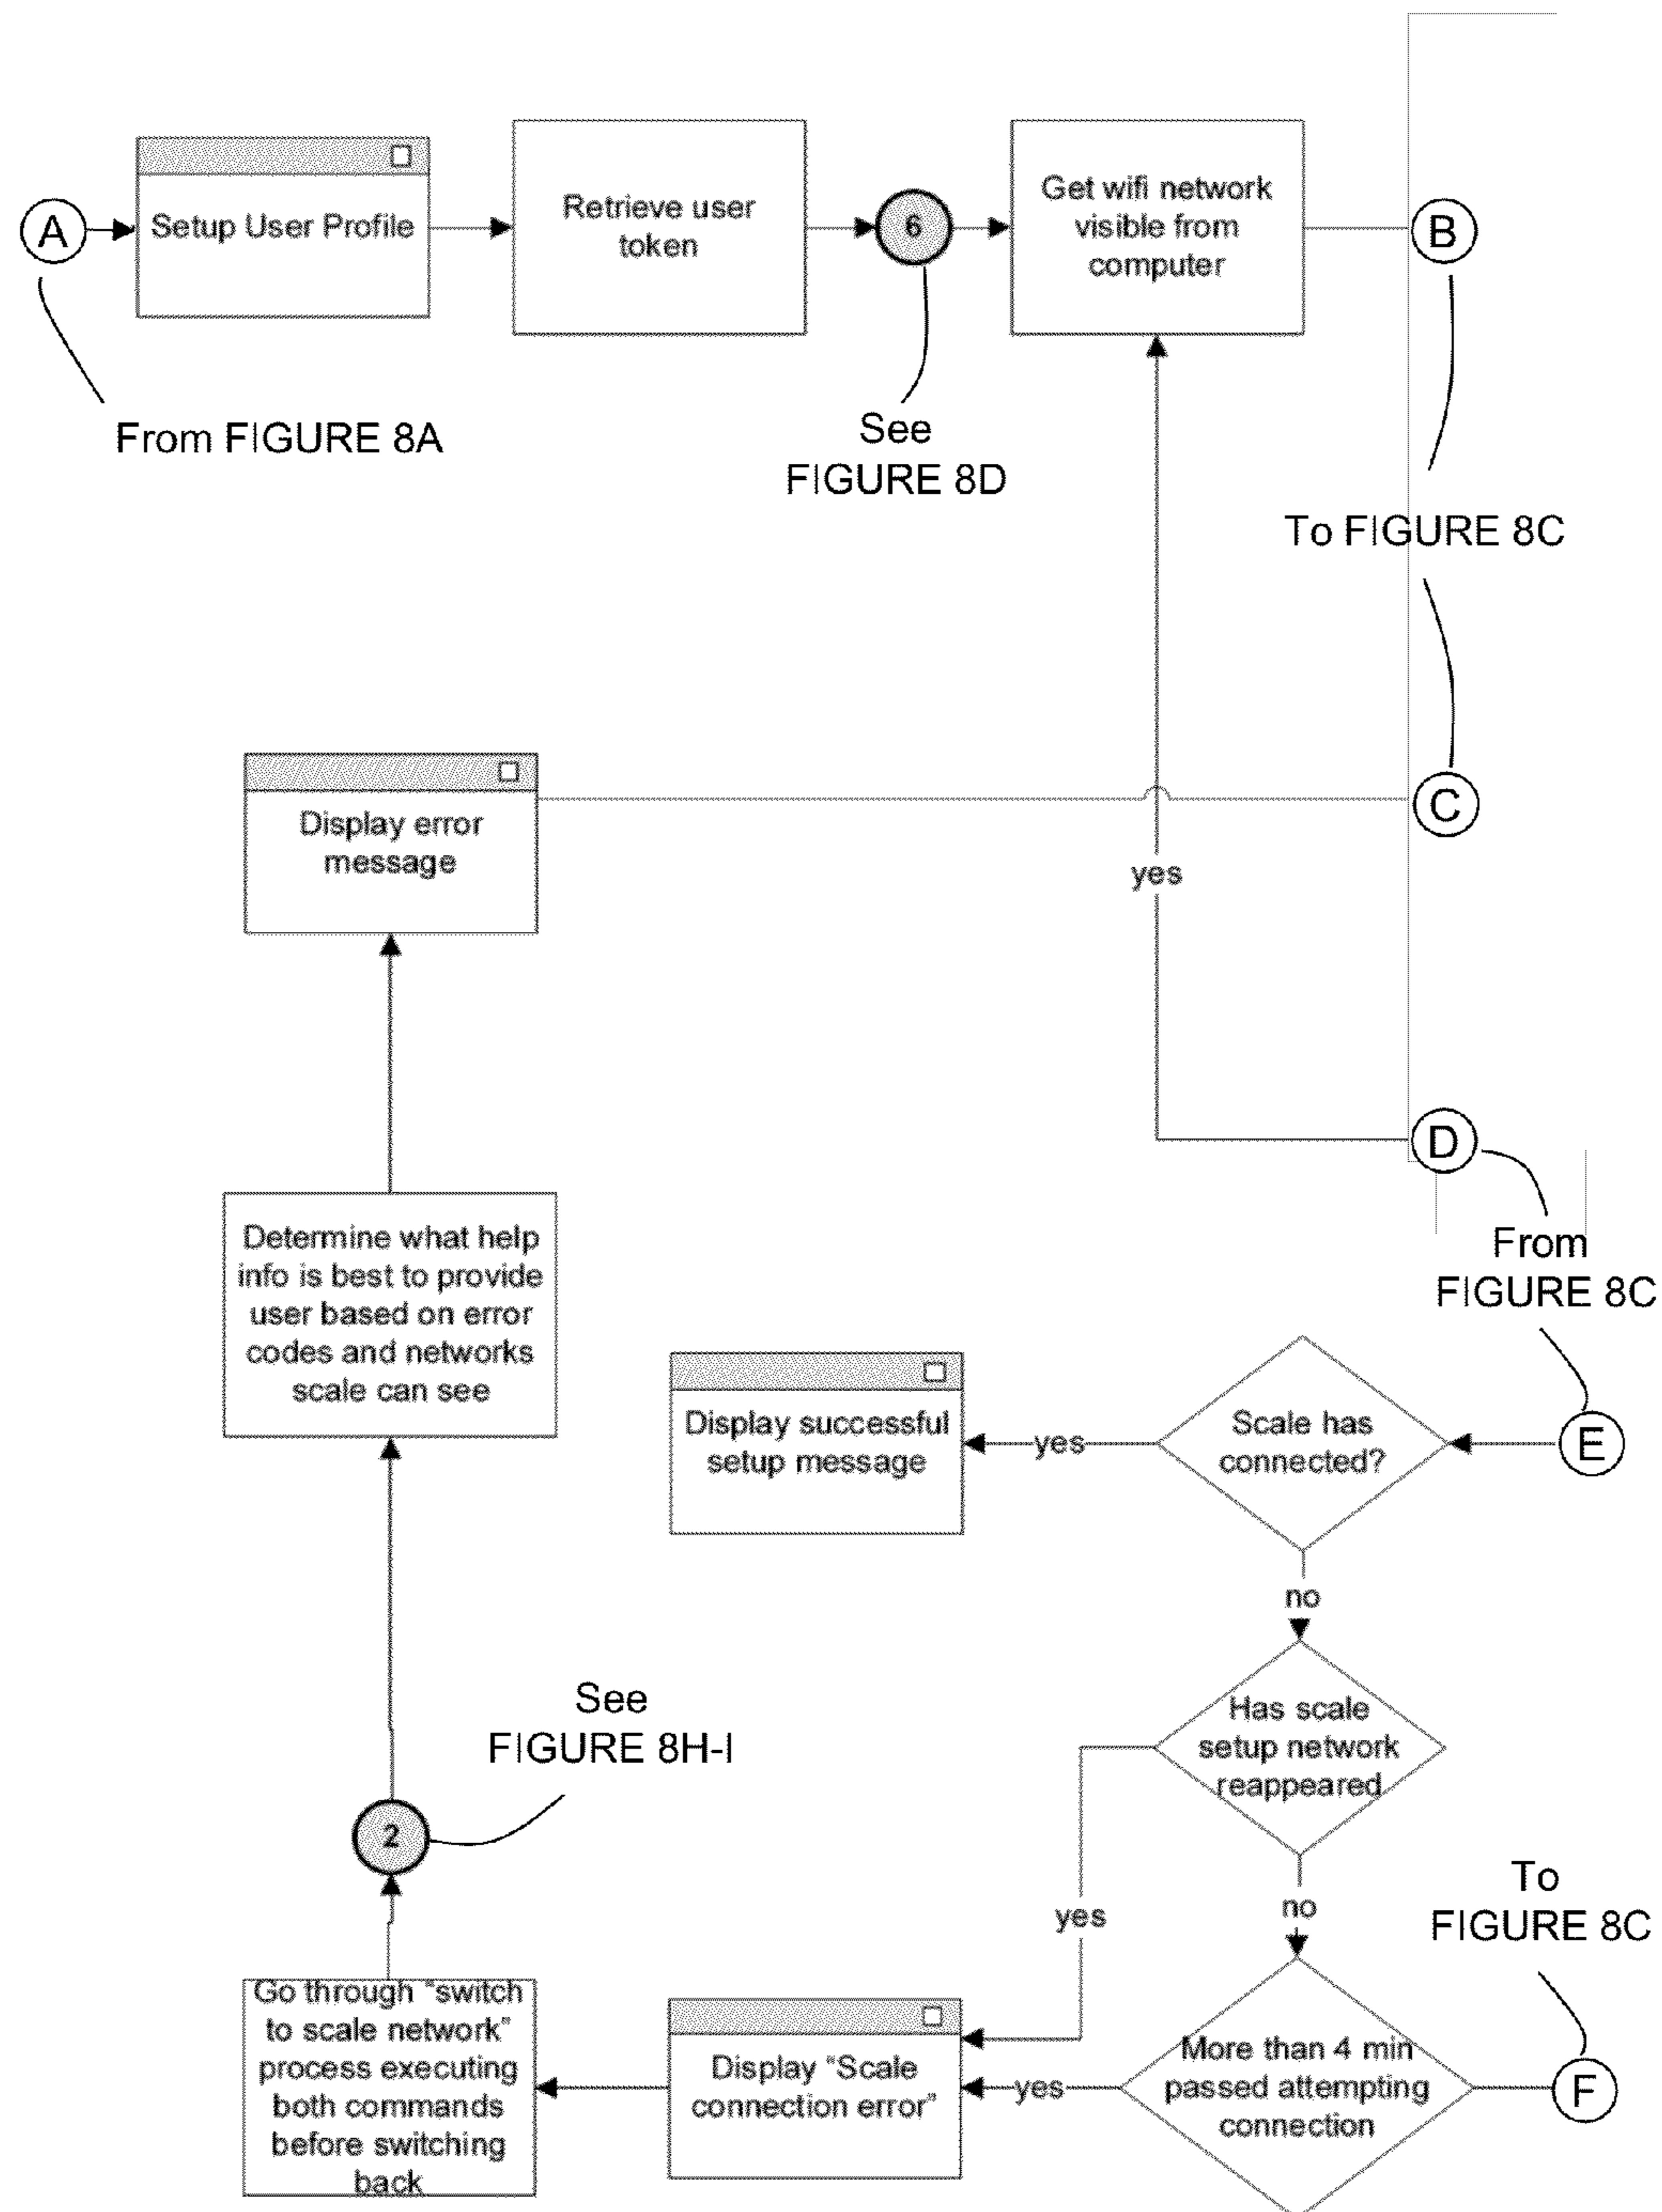 A
Setup User Profile
Retrieve user
token
6
Get wifi network
visible from
computer
B
From FIGURE 8A
See
FIGURE 8D
To FIGURE 8C
Display error
message
C
yes
D
From
FIGURE 8C
Determine what help
info is best to provide
user based on error
codes and networks
scale can see
Display successful
setup message
yes
Scale has
connected?
E
no
See
FIGURE 8H-I
Has scale
setup network
reappeared
2
yes
no
To
FIGURE 8C
Go through "switch
to scale network"
process executing
both commands
before switching
back
Display "Scale
connection error"
yes
More than 4 min
passed attempting
connection
F